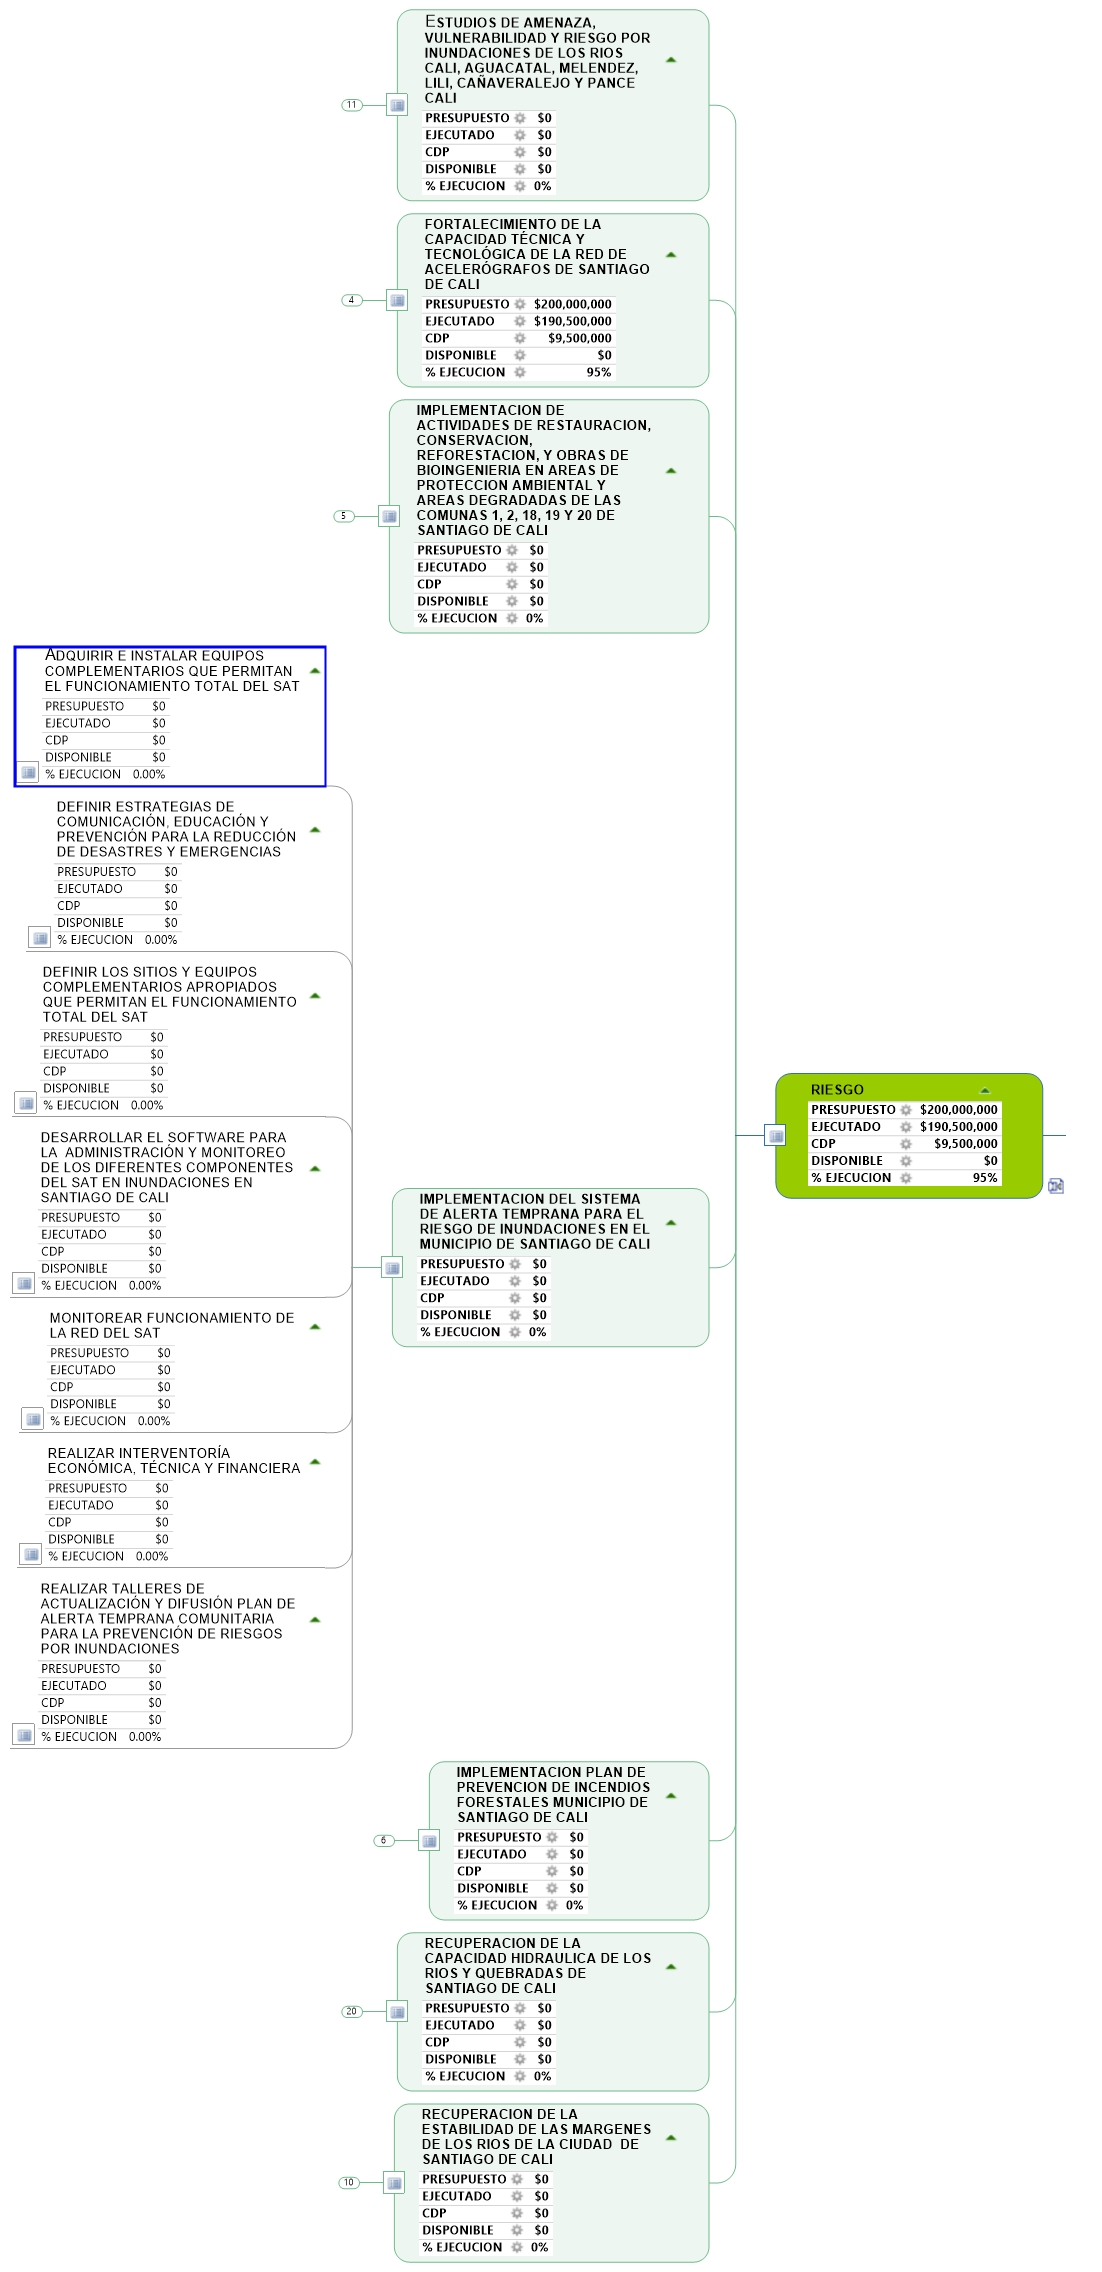 ESTUDIOS DE AMENAZA,
VULNERABILIDAD Y RIESGO POR
INUNDACIONES DE LOS RIOS
CALI, AGUACATAL, MELENDEZ,
LILI, CAÑAVERALEJO Y PANCE
CALI
11
PRESUPUESTO $0
EJECUTADO $0
CDP $0
DISPONIBLE $0
% EJECUCION 0%
FORTALECIMIENTO DE LA
CAPACIDAD TÉCNICA Y
TECNOLÓGICA DE LA RED DE
ACELERÓGRAFOS DE SANTIAGO
DE CALI
4
PRESUPUESTO $200,000,000
EJECUTADO $190,500,000
CDP $9,500,000
DISPONIBLE $0
% EJECUCION 95%
IMPLEMENTACION DE
ACTIVIDADES DE RESTAURACION,
CONSERVACION,
REFORESTACION, Y OBRAS DE
BIOINGENIERIA EN AREAS DE
PROTECCION AMBIENTAL Y
AREAS DEGRADADAS DE LAS
COMUNAS 1, 2, 18, 19 Y 20 DE
SANTIAGO DE CALI
5
PRESUPUESTO $0
EJECUTADO $0
CDP $0
DISPONIBLE $0
% EJECUCION 0%
ADQUIRIR E INSTALAR EQUIPOS
COMPLEMENTARIOS QUE PERMITAN
EL FUNCIONAMIENTO TOTAL DEL SAT
PRESUPUESTO $0
EJECUTADO $0
CDP $0
DISPONIBLE $0
% EJECUCION 0.00%
DEFINIR ESTRATEGIAS DE
COMUNICACIÓN, EDUCACIÓN Y
PREVENCIÓN PARA LA REDUCCIÓN
DE DESASTRES Y EMERGENCIAS
PRESUPUESTO $0
EJECUTADO $0
CDP $0
DISPONIBLE $0
% EJECUCION 0.00%
DEFINIR LOS SITIOS Y EQUIPOS
COMPLEMENTARIOS APROPIADOS
QUE PERMITAN EL FUNCIONAMIENTO
TOTAL DEL SAT
PRESUPUESTO $0
EJECUTADO $0
CDP $0
DISPONIBLE $0
% EJECUCION 0.00%
DESARROLLAR EL SOFTWARE PARA
LA ADMINISTRACIÓN Y MONITOREO
DE LOS DIFERENTES COMPONENTES
DEL SAT EN INUNDACIONES EN
SANTIAGO DE CALI
PRESUPUESTO $0
EJECUTADO $0
CDP $0
DISPONIBLE $0
% EJECUCION 0.00%
MONITOREAR FUNCIONAMIENTO DE
LA RED DEL SAT
PRESUPUESTO $0
EJECUTADO $0
CDP $0
DISPONIBLE $0
% EJECUCION 0.00%
REALIZAR INTERVENTORÍA
ECONÓMICA, TÉCNICA Y FINANCIERA
PRESUPUESTO $0
EJECUTADO $0
CDP $0
DISPONIBLE $0
% EJECUCION 0.00%
REALIZAR TALLERES DE
ACTUALIZACIÓN Y DIFUSIÓN PLAN DE
ALERTA TEMPRANA COMUNITARIA
PARA LA PREVENCIÓN DE RIESGOS
POR INUNDACIONES
PRESUPUESTO $0
EJECUTADO $0
CDP $0
DISPONIBLE $0
% EJECUCION 0.00%
IMPLEMENTACION DEL SISTEMA
DE ALERTA TEMPRANA PARA EL
RIESGO DE INUNDACIONES EN EL
MUNICIPIO DE SANTIAGO DE CALI
PRESUPUESTO $0
EJECUTADO $0
CDP $0
DISPONIBLE $0
% EJECUCION 0%
RIESGO
PRESUPUESTO $200,000,000
EJECUTADO $190,500,000
CDP $9,500,000
DISPONIBLE $0
% EJECUCION 95%
IMPLEMENTACION PLAN DE
PREVENCION DE INCENDIOS
FORESTALES MUNICIPIO DE
SANTIAGO DE CALI
6
PRESUPUESTO $0
EJECUTADO $0
CDP $0
DISPONIBLE $0
% EJECUCION 0%
RECUPERACION DE LA
CAPACIDAD HIDRAULICA DE LOS
RIOS Y QUEBRADAS DE
SANTIAGO DE CALI
20
PRESUPUESTO $0
EJECUTADO $0
CDP $0
DISPONIBLE $0
% EJECUCION 0%
RECUPERACION DE LA
ESTABILIDAD DE LAS MARGENES
DE LOS RIOS DE LA CIUDAD DE
SANTIAGO DE CALI
10
PRESUPUESTO $0
EJECUTADO $0
CDP $0
DISPONIBLE $0
% EJECUCION 0%